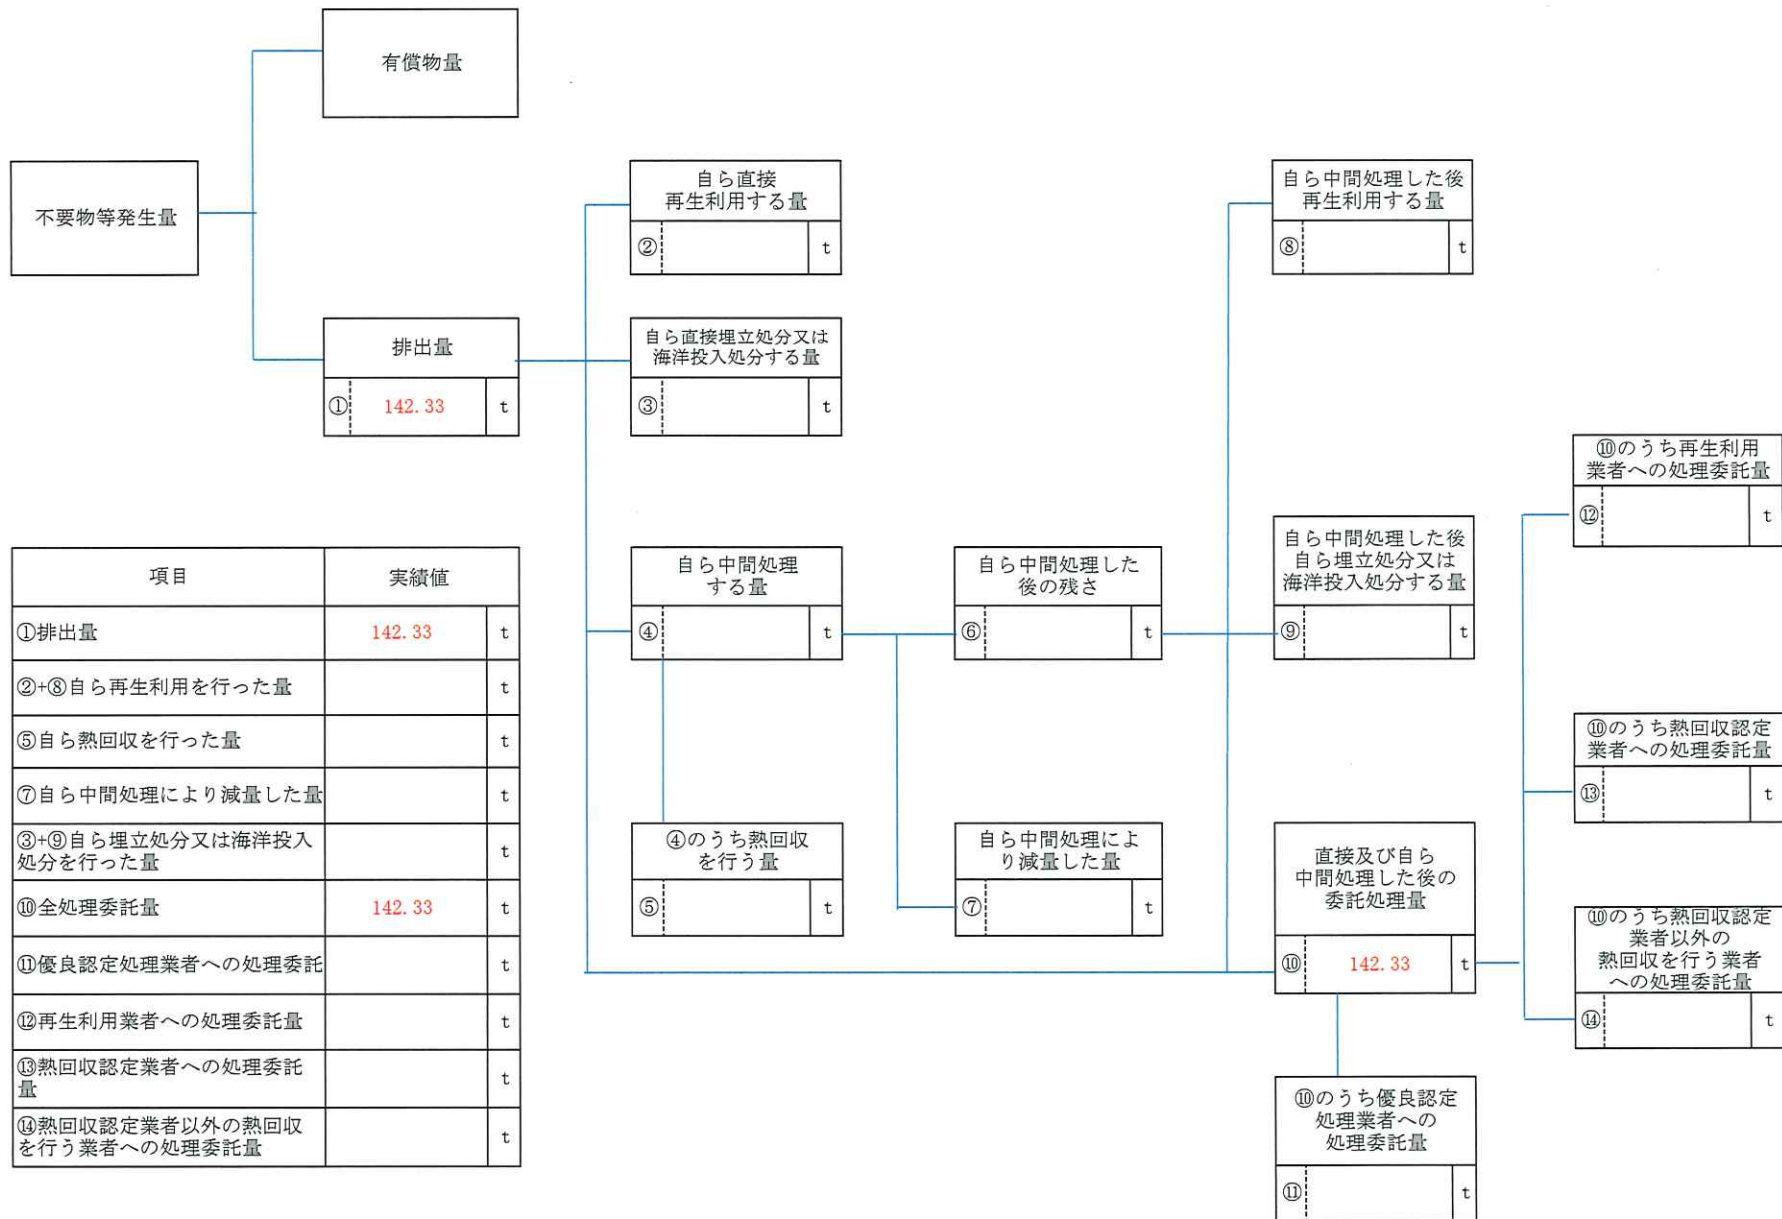 有償物量
不要物等発生量
排出量
① 142.33 t
自ら直接
再生利用する量
② t
自ら直接埋立処分又は
海洋投入処分する量
③ t
自ら中間処理
する量
④ t
④のうち熱回収
を行う量
⑤ t
自ら中間処理した
後の残さ
⑥ t
自ら中間処理によ
り減量した量
⑦ t
自ら中間処理した後
再生利用する量
⑧ t
自ら中間処理した後
自ら埋立処分又は
海洋投入処分する量
⑨ t
直接及び自ら
中間処理した後の
委託処理量
⑩ 142.33 t
⑩のうち優良認定
処理業者への
処理委託量
⑪ t
⑩のうち再生利用
業者への処理委託量
⑫ t
⑩のうち熱回収認定
業者への処理委託量
⑬ t
⑩のうち熱回収認定
業者以外の
熱回収を行う業者
への処理委託量
⑭ t
項目 実績値
①排出量 142.33 t
②+⑧自ら再生利用を行った量 t
⑤自ら熱回収を行った量 t
⑦自ら中間処理により減量した量 t
③+⑨自ら埋立処分又は海洋投入
処分を行った量 t
⑩全処理委託量 142.33 t
⑪優良認定処理業者への処理委託 t
⑫再生利用業者への処理委託量 t
⑬熱回収認定業者への処理委託
量 t
⑭熱回収認定業者以外の熱回収
を行う業者への処理委託量 t